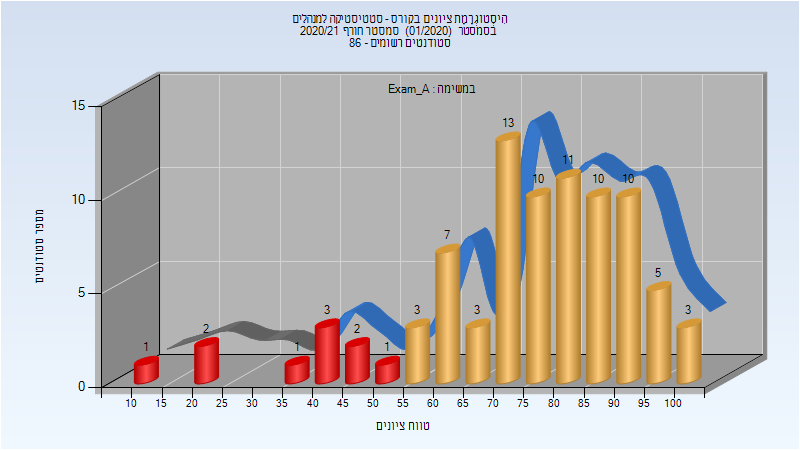 היסטוגרמת ציונים בקורס - סטטיסטיקה למנהלים
בסמסטר (01/2020) סמסטר חורף 2020/21
סטודנטים רשומים - 86
במשימה : Exam_A
מספר סטודנטים
15
10
5
0
1
2
1
3
2
1
3
7
3
13
10
11
10
10
5
3
10 15 20 25 30 35 40 45 50 55 60 65 70 75 80 85 90 95 100
טווח ציונים